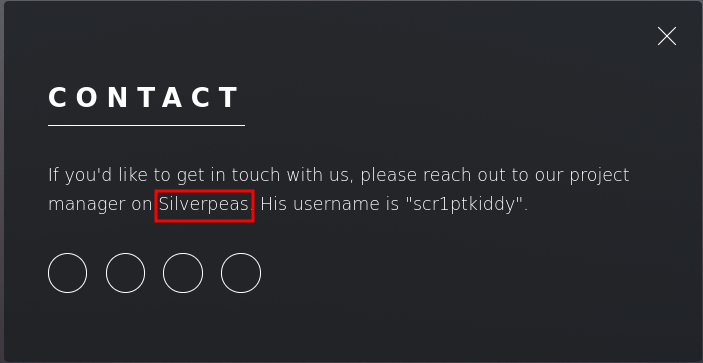 CONTACT
If you'd like to get in touch with us, please reach out to our project
manager on Silverpeas. His username is "scr1ptkiddy".